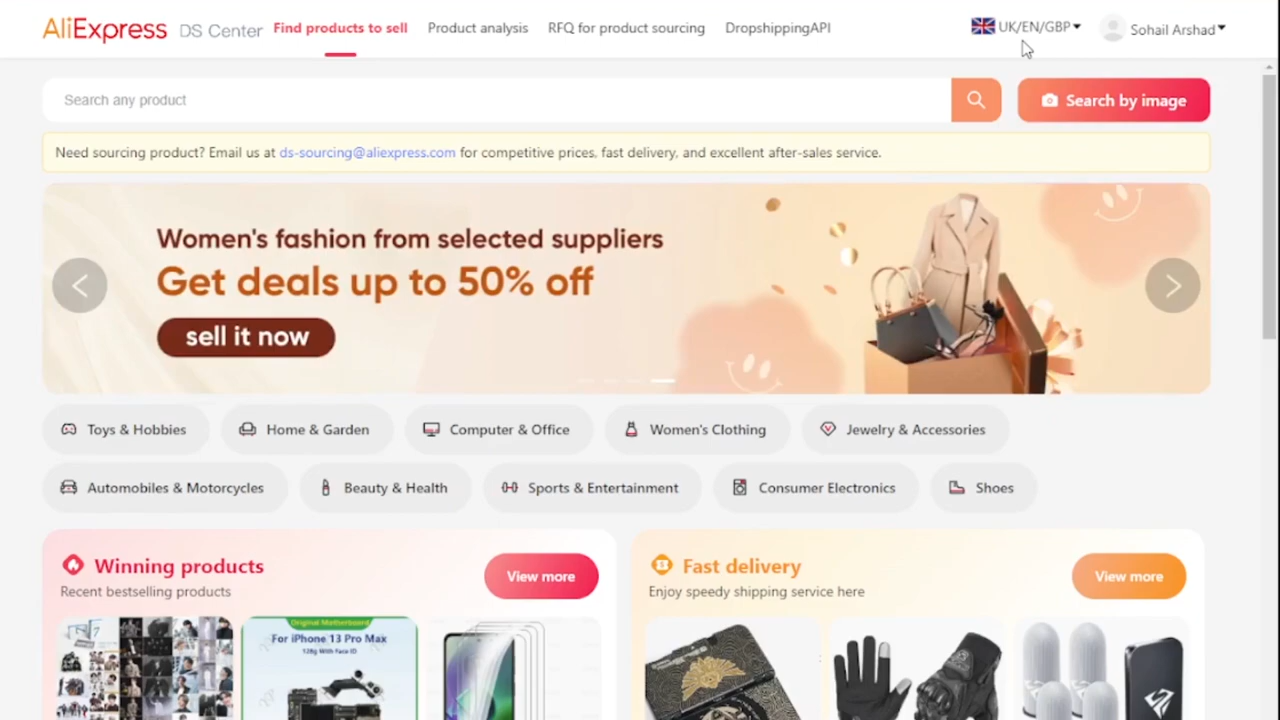 AliExpress DS Center Find products to sell Product analysis RFQ for product sourcing DropshippingAPI UK/EN/GBP Sohail Arshad
Search any product Search by image
Need sourcing product? Email us at ds-sourcing@aliexpress.com for competitive prices, fast delivery, and excellent after-sales service.
Women's fashion from selected suppliers
Get deals up to 50% off
sell it now
Toys & Hobbies Home & Garden Computer & Office Women's Clothing Jewelry & Accessories
Automobiles & Motorcycles Beauty & Health Sports & Entertainment Consumer Electronics Shoes
Winning products
Recent bestselling products
View more
Fast delivery
Enjoy speedy shipping service here
View more
Original Motherboard
For iPhone 13 Pro Max
128g With Face ID